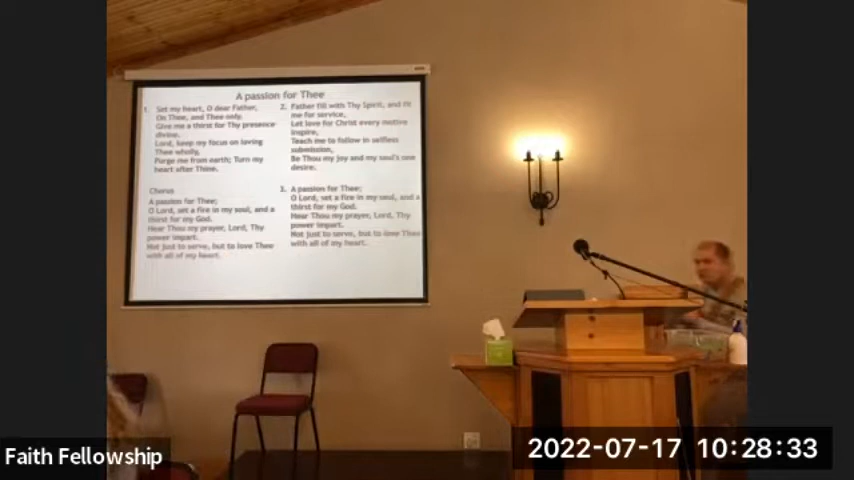 A passion for Thee
1. Set my heart, O dear Father,
On Thee, and Thee only.
Give me a thirst for Thy presence
divine.
Lord, keep my focus on loving
Thee wholly,
Purge me from earth; Turn my
heart after Thine.
Chorus
A passion for Thee;
O Lord, set a fire in my soul, and a
thirst for my God.
Hear Thou my prayer, Lord, Thy
power impart.
Not just to serve, but to love Thee
with all of my heart.
2. Father fill with Thy Spirit, and fit
me for service,
Let love for Christ every motive
inspire,
Teach me to follow in selfless
submission,
Be Thou my joy and my soul's one
desire.
3. A passion for Thee;
O Lord, set a fire in my soul, and a
thirst for my God.
Hear Thou my prayer, Lord, Thy
power impart.
Not just to serve, but to love Thee
with all of my heart.
Faith Fellowship
2022-07-17 10:28:33